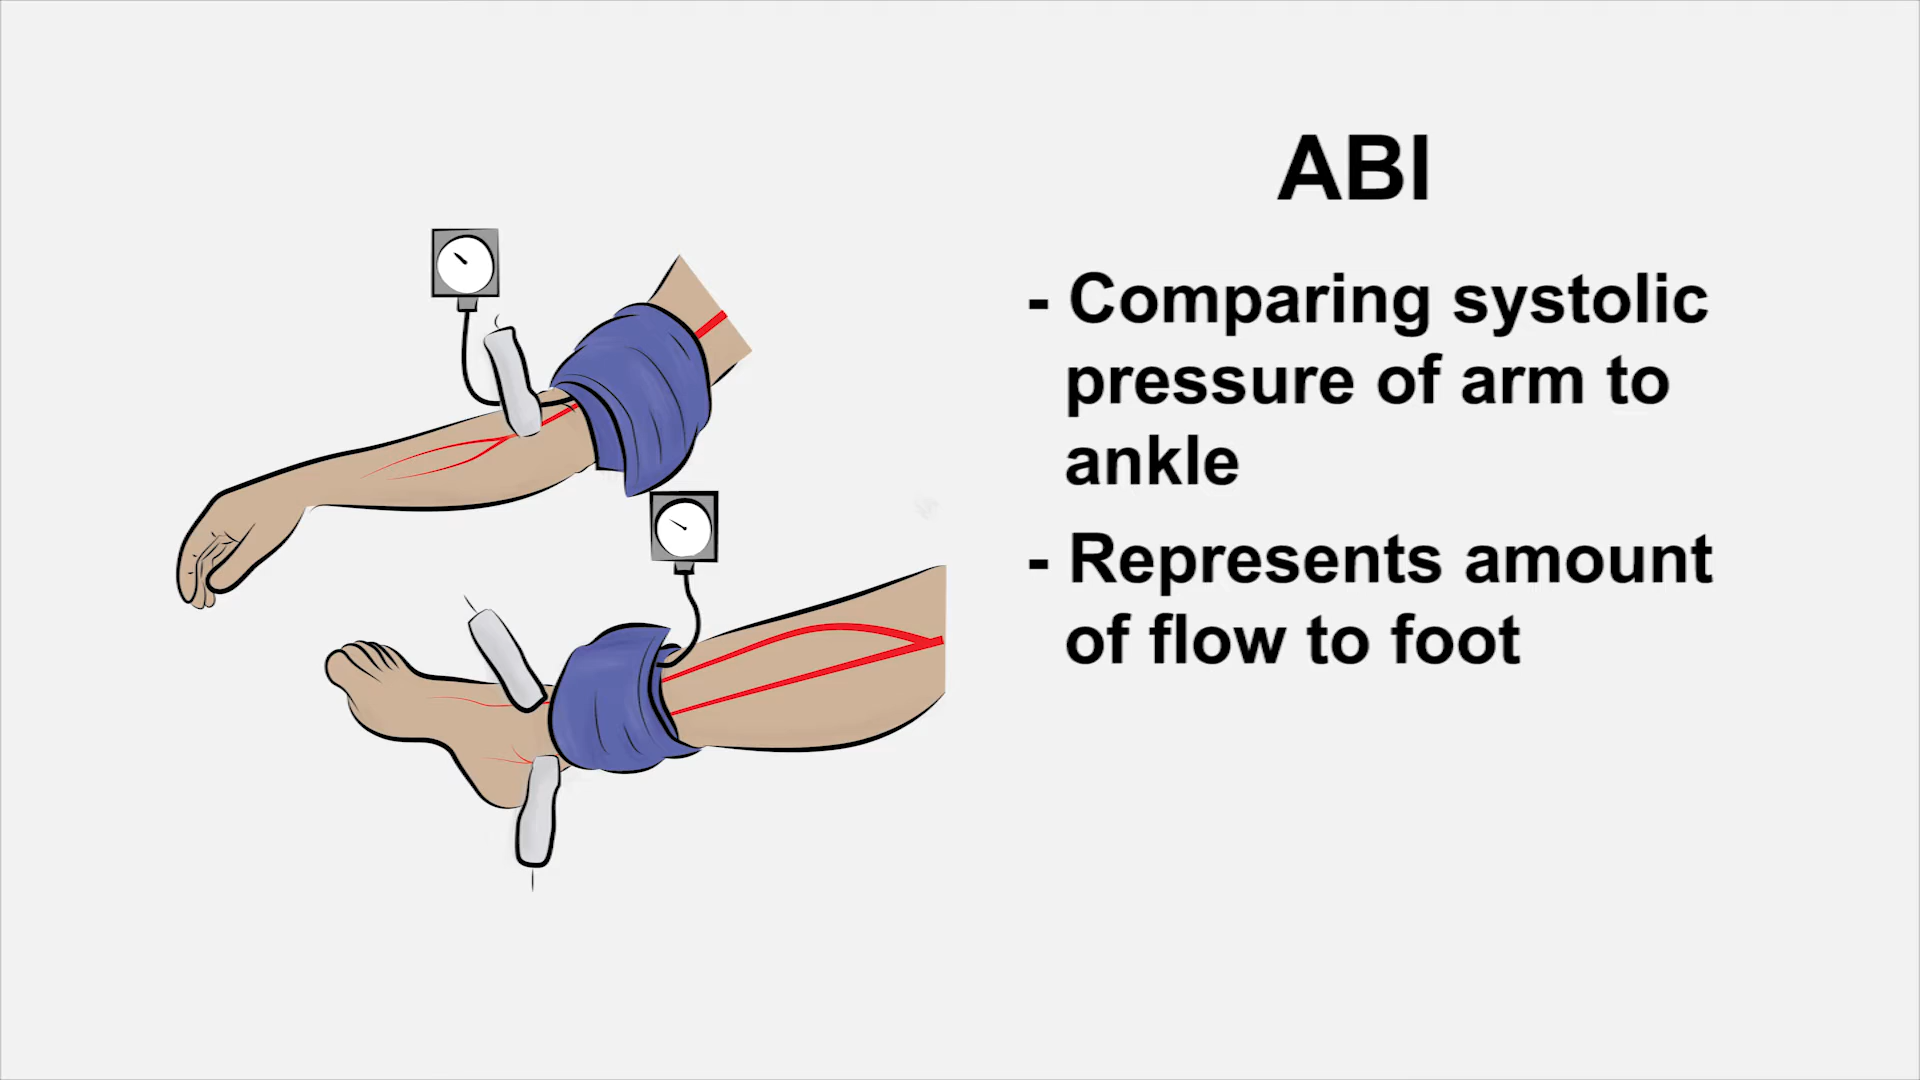 ABI
- Comparing systolic
pressure of arm to
ankle
- Represents amount
of flow to foot